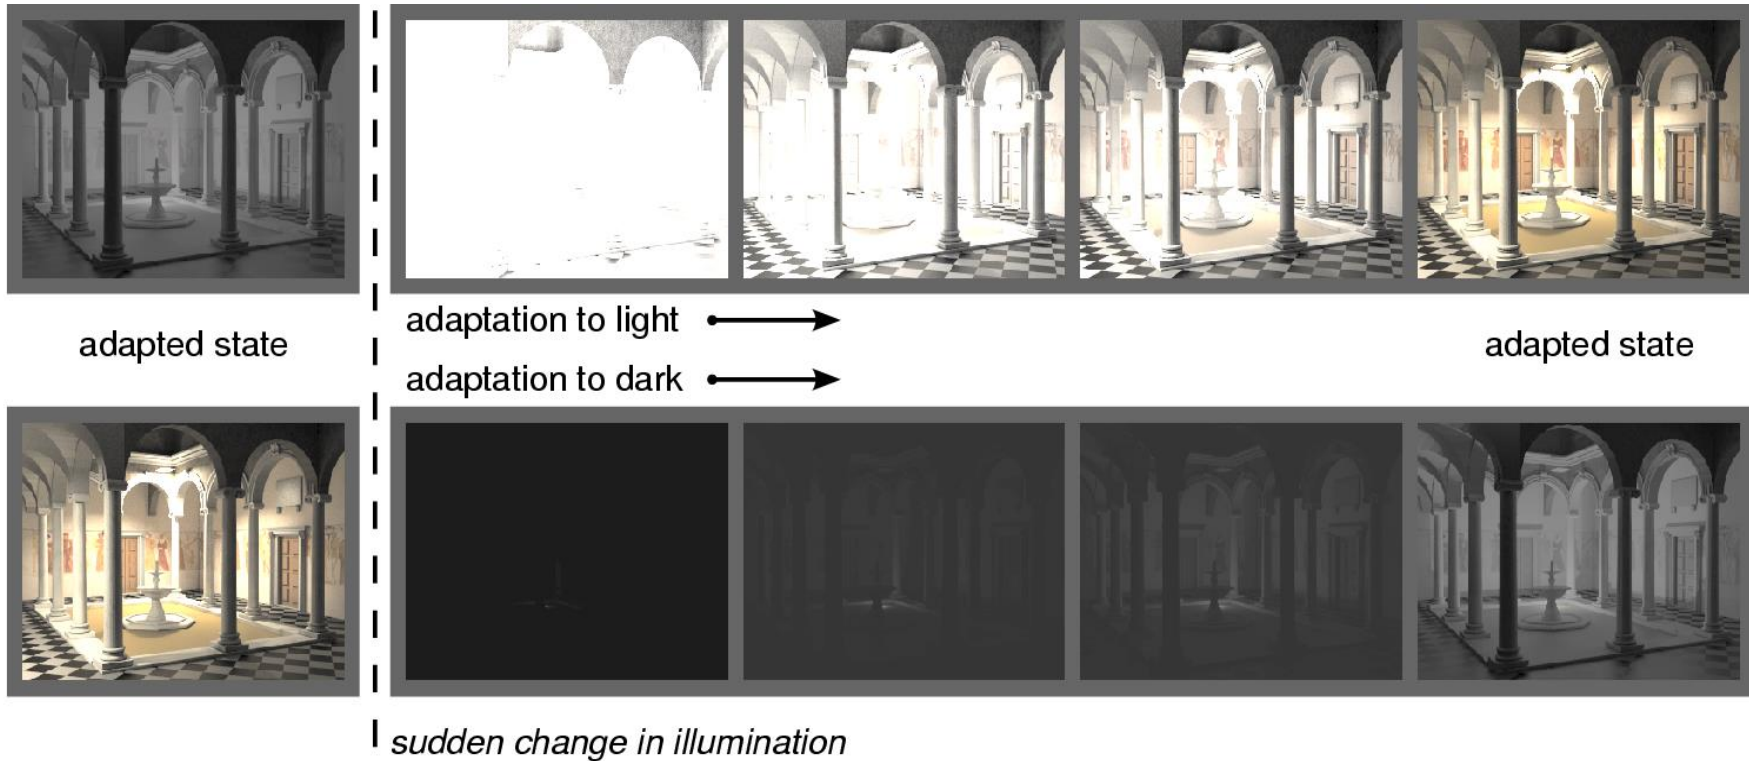 adapted state
adaptation to light
adaptation to dark
adapted state
sudden change in illumination